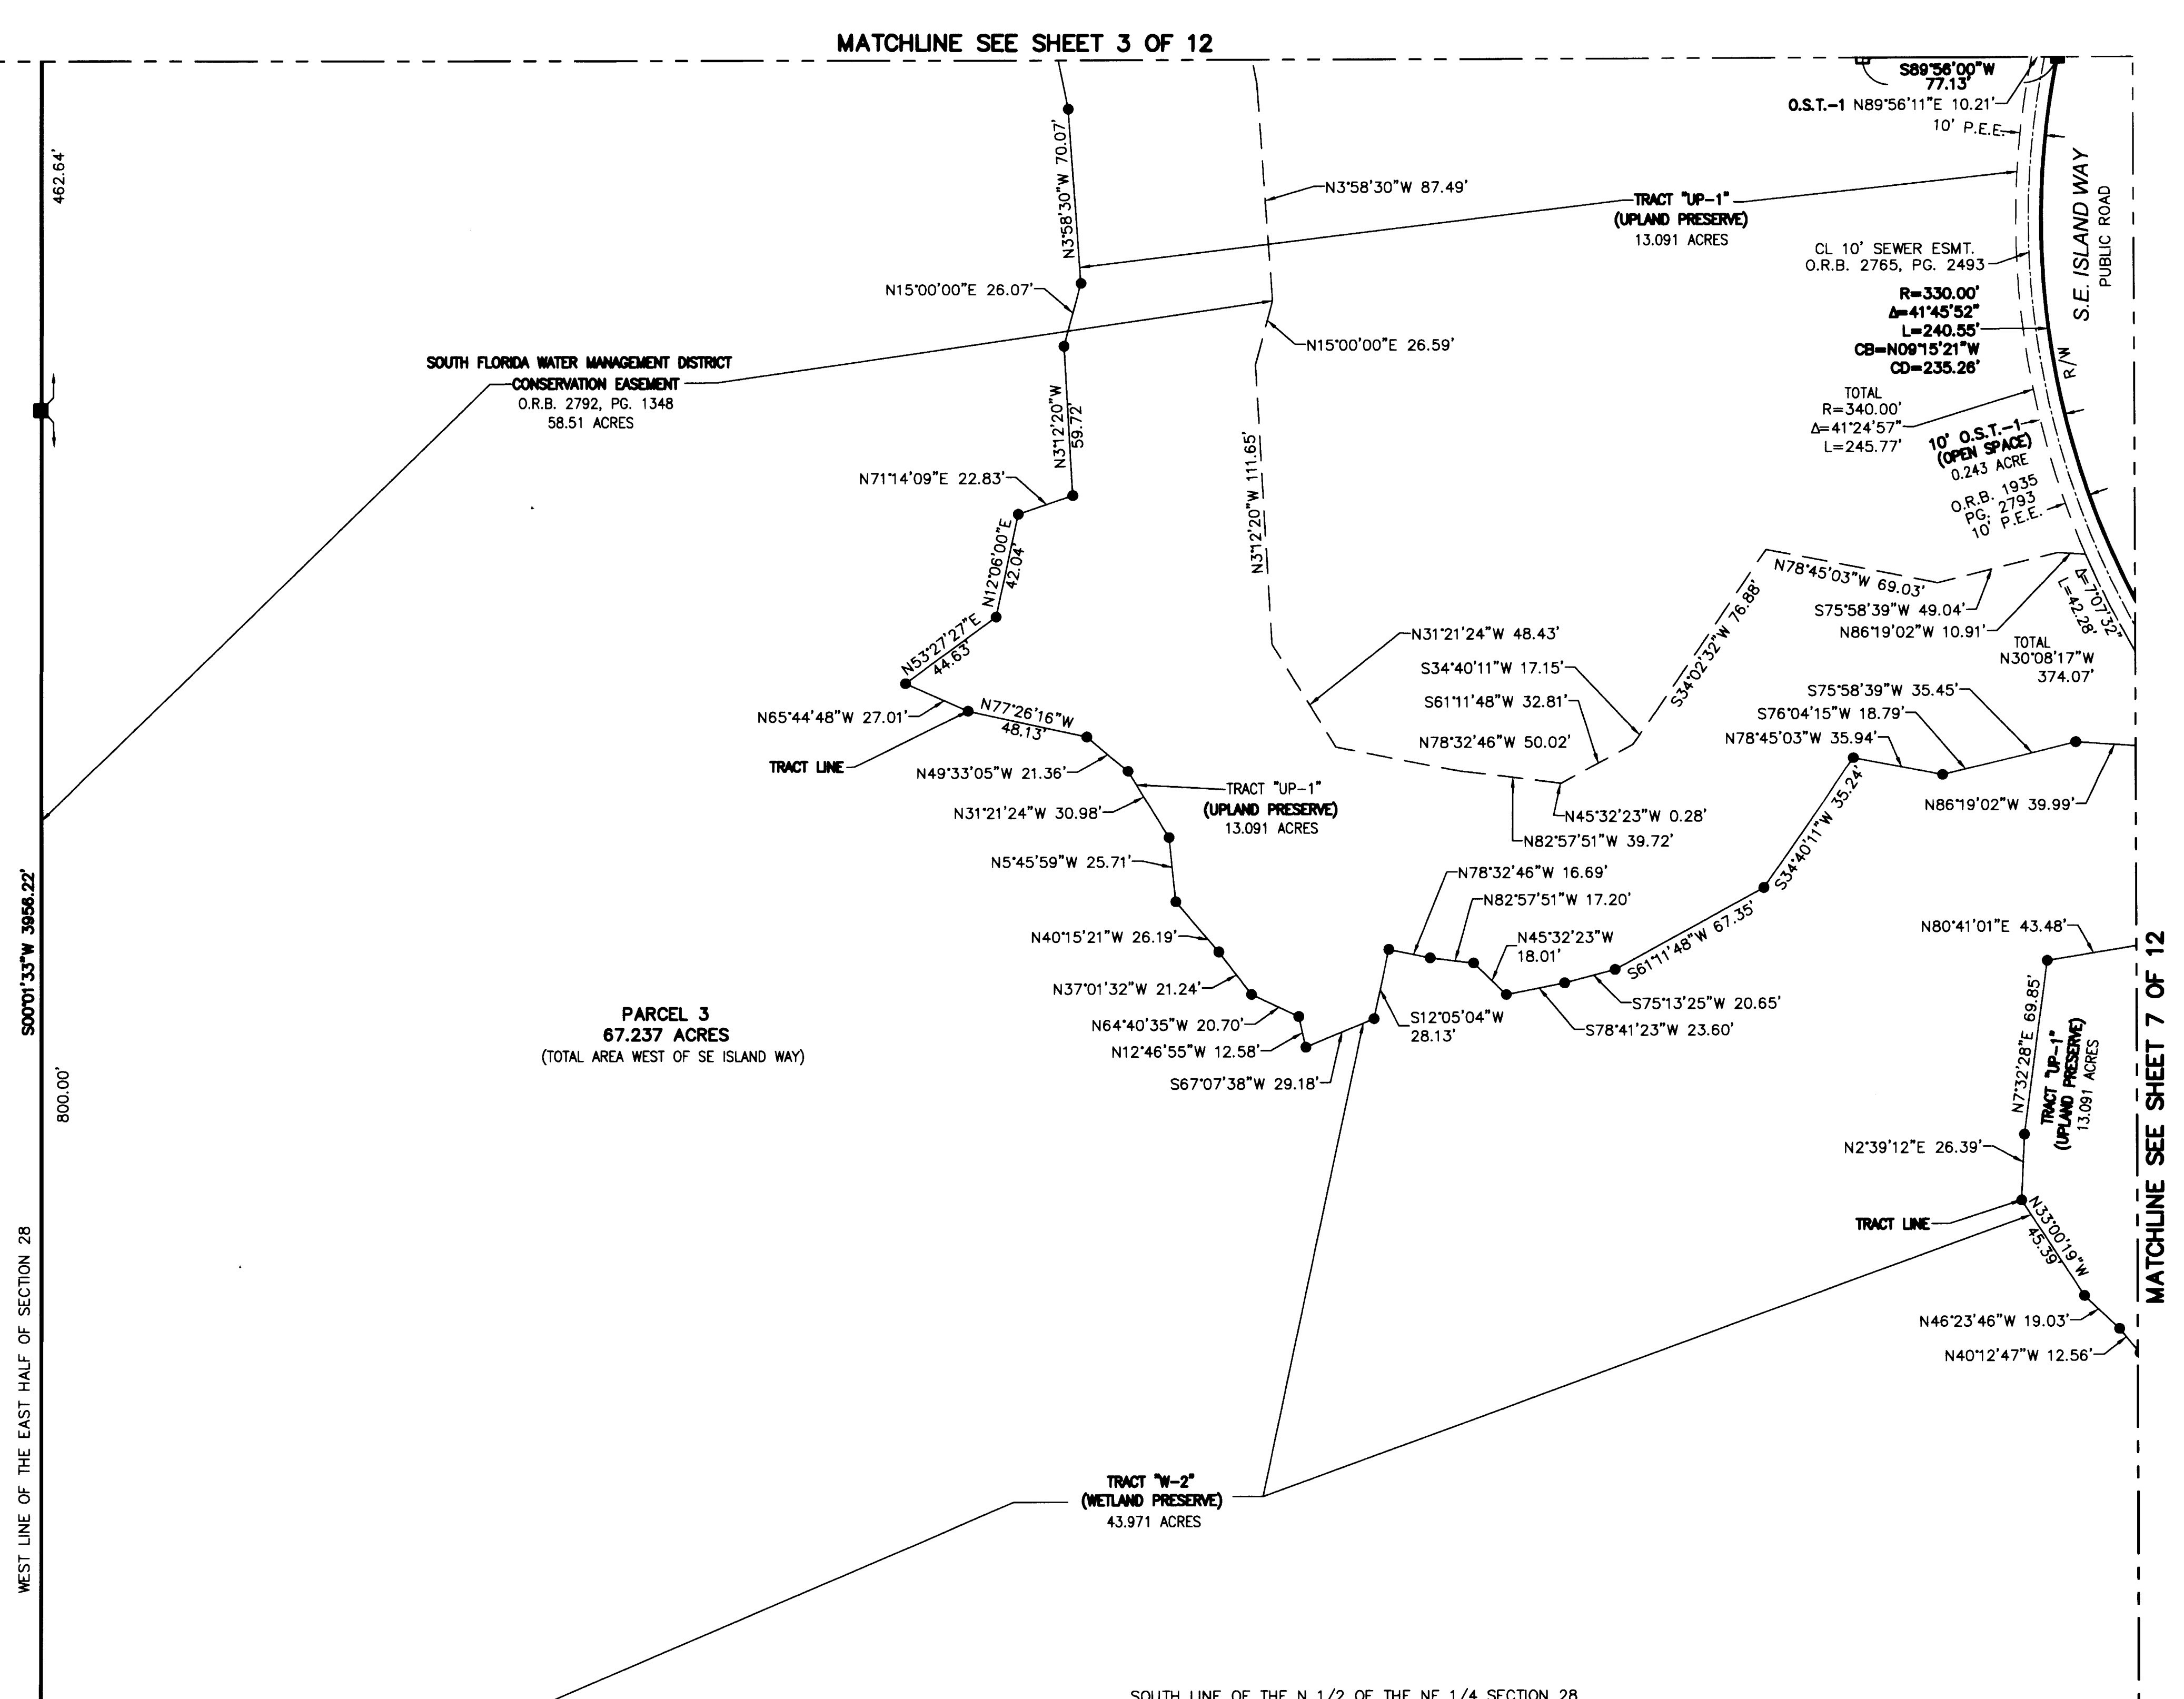 MATCHLINE SEE SHEET 3 OF 12
S89°56'00"W
77.13'
O.S.T.-1 N89°56'11"E 10.21'
10' P.E.E.
462.64'
N3°58'30"W 70.07'
N3°58'30"W 87.49'
TRACT "UP-1"
(UPLAND PRESERVE)
13.091 ACRES
S.E. ISLAND WAY
PUBLIC ROAD
CL 10' SEWER ESMT.
O.R.B. 2765, PG. 2493
N15°00'00"E 26.07'
R=330.00'
Δ=41°45'52"
L=240.55'
CB=N09°15'21"W
CD=235.26'
R/W
N15°00'00"E 26.59'
SOUTH FLORIDA WATER MANAGEMENT DISTRICT
CONSERVATION EASEMENT
O.R.B. 2792, PG. 1348
58.51 ACRES
TOTAL
R=340.00'
Δ=41°24'57"
L=245.77'
N3°12'20"W
59.72'
N3°12'20"W 111.65'
10' O.S.T.-1
(OPEN SPACE)
0.243 ACRE
O.R.B. 1935
PG. 2793
10' P.E.E.
N71°14'09"E 22.83'
N12°06'00"E
42.04'
N78°45'03"W 69.03'
S75°58'39"W 49.04'
N86°19'02"W 10.91'
Δ=7°07'32"
L=42.28'
TOTAL
N30°08'17"W
374.07'
N53°27'27"E
44.63'
N31°21'24"W 48.43'
S34°40'11"W 17.15'
S61°11'48"W 32.81'
S34°02'32"W 76.88'
N78°32'46"W 50.02'
S75°58'39"W 35.45'
S76°04'15"W 18.79'
N78°45'03"W 35.94'
N65°44'48"W 27.01'
N77°26'16"W
48.13'
TRACT LINE
N49°33'05"W 21.36'
TRACT "UP-1"
(UPLAND PRESERVE)
13.091 ACRES
N31°21'24"W 30.98'
N45°32'23"W 0.28'
N82°57'51"W 39.72'
N86°19'02"W 39.99'
S34°40'11"W 35.24'
N5°45'59"W 25.71'
N78°32'46"W 16.69'
N82°57'51"W 17.20'
N45°32'23"W
18.01'
S61°11'48"W 67.35'
N80°41'01"E 43.48'
N40°15'21"W 26.19'
N37°01'32"W 21.24'
N64°40'35"W 20.70'
N12°46'55"W 12.58'
S67°07'38"W 29.18'
S12°05'04"W
28.13'
S75°13'25"W 20.65'
S78°41'23"W 23.60'
S00°01'33"W 3956.22'
PARCEL 3
67.237 ACRES
(TOTAL AREA WEST OF SE ISLAND WAY)
800.00'
N7°32'28"E 69.85'
TRACT "UP-1"
(UPLAND PRESERVE)
13.091 ACRES
N2°39'12"E 26.39'
TRACT LINE
N33°00'19"W
45.39'
N46°23'46"W 19.03'
N40°12'47"W 12.56'
MATCHLINE SEE SHEET 7 OF 12
WEST LINE OF THE EAST HALF OF SECTION 28
TRACT "W-2"
(WETLAND PRESERVE)
43.971 ACRES
SOUTH LINE OF THE N 1/2 OF THE NE 1/4 SECTION 28